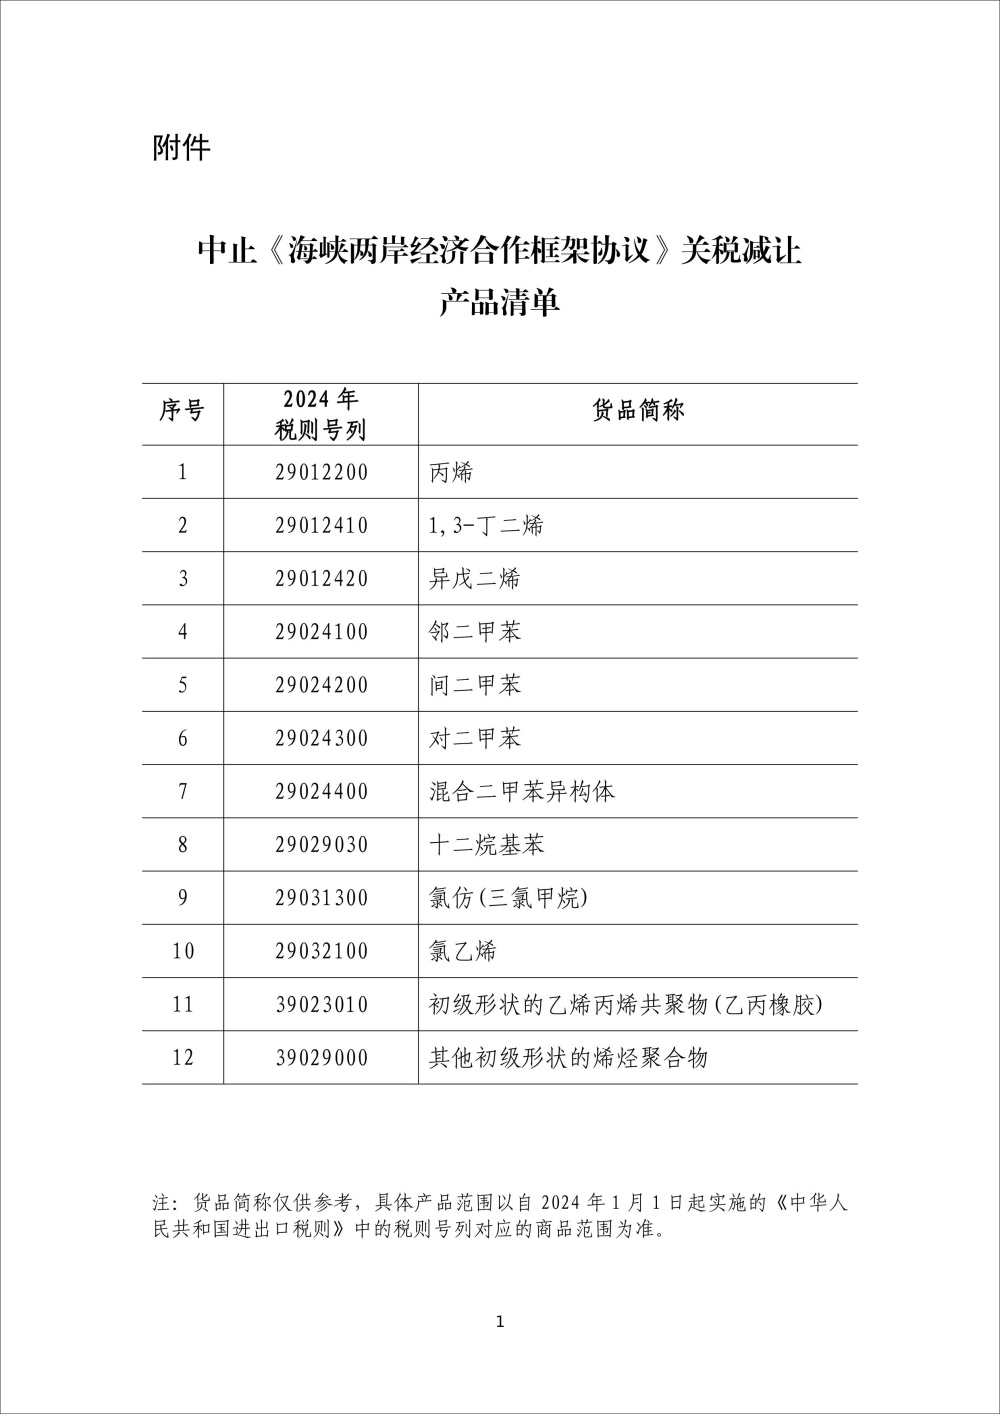 附件
中止《海峡两岸经济合作框架协议》关税减让
产品清单
序号 2024 年 税则号列 货品简称
1 29012200 丙烯
2 29012410 1,3-丁二烯
3 29012420 异戊二烯
4 29024100 邻二甲苯
5 29024200 间二甲苯
6 29024300 对二甲苯
7 29024400 混合二甲苯异构体
8 29029030 十二烷基苯
9 29031300 氯仿(三氯甲烷)
10 29032100 氯乙烯
11 39023010 初级形状的乙烯丙烯共聚物(乙丙橡胶)
12 39029000 其他初级形状的烯烃聚合物
注：货品简称仅供参考，具体产品范围以自 2024 年 1 月 1 日起实施的《中华人
民共和国进出口税则》中的税则号列对应的商品范围为准。
1